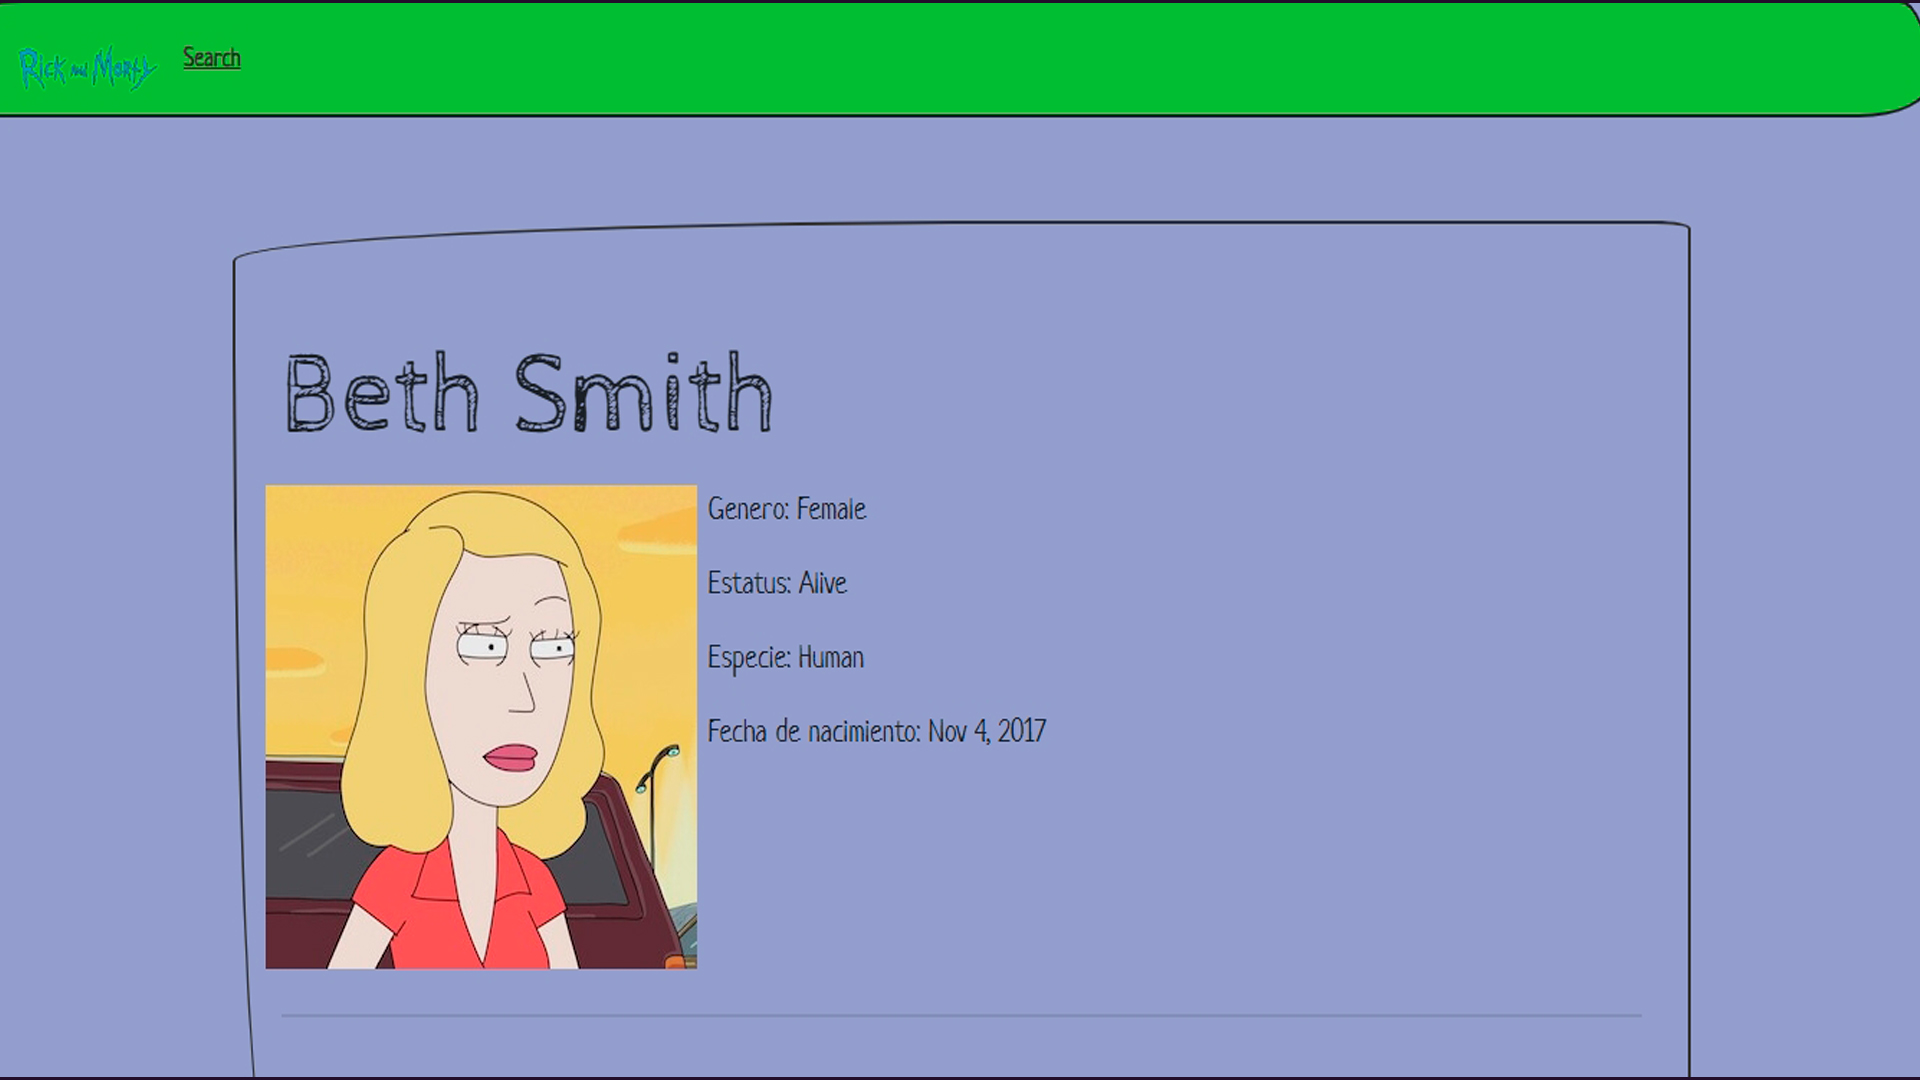 Rick and Morty
Search
Beth Smith
Genero: Female
Estatus: Alive
Especie: Human
Fecha de nacimiento: Nov 4, 2017